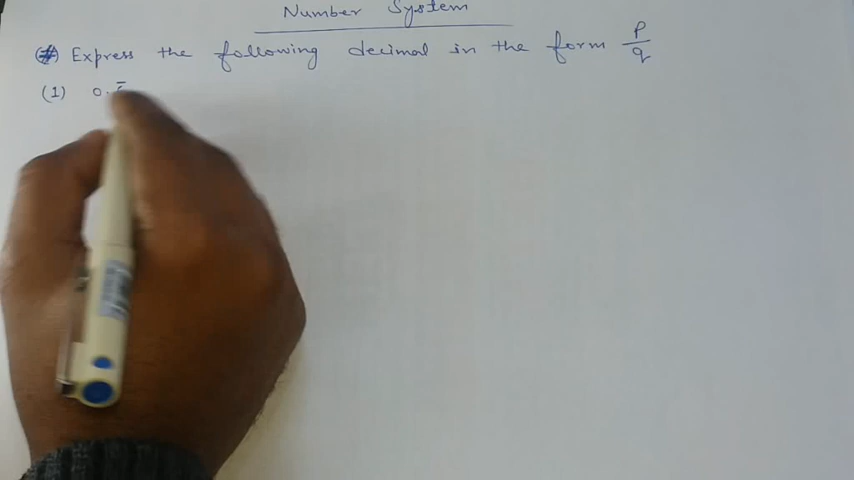 Number System
(#) Express the following decimal in the form P/q
(1) 0.